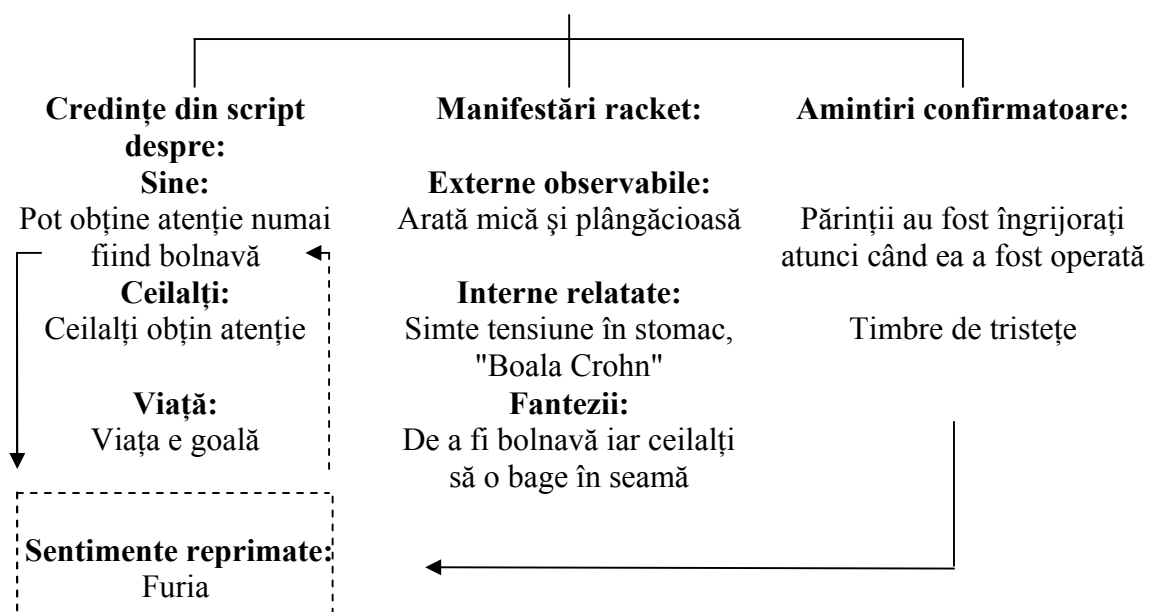 Credințe din script
despre:
Sine:
Pot obține atenție numai
fiind bolnavă
Ceilalți:
Ceilalți obțin atenție
Viață:
Viața e goală
Sentimente reprimate:
Furia
Manifestări racket:
Externe observabile:
Arată mică şi plângăcioasă
Interne relatate:
Simte tensiune în stomac,
"Boala Crohn"
Fantezii:
De a fi bolnavă iar ceilalți
să o bage în seamă
Amintiri confirmatoare:
Părinții au fost îngrijorați
atunci când ea a fost operată
Timbre de tristețe